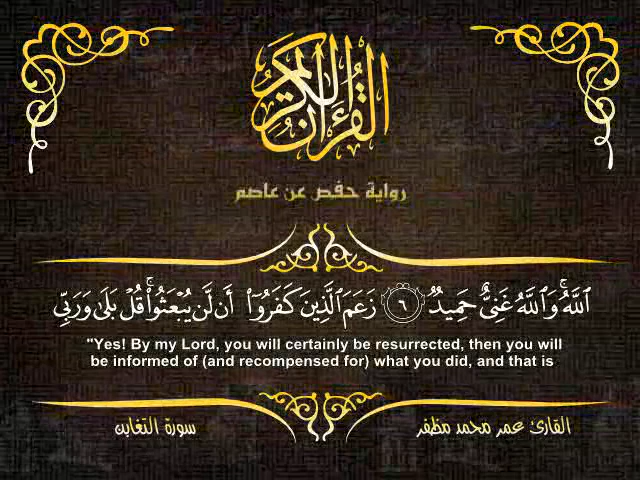 القرآن الكريم
رواية حفص عن عاصم
ٱللَّهُۚ وَٱللَّهُ غَنِيٌّ حَمِيدٌ ٦ زَعَمَ ٱلَّذِينَ كَفَرُوٓا۟ أَن لَّن يُبْعَثُوا۟ۚ قُلْ بَلَىٰ وَرَبِّي
"Yes! By my Lord, you will certainly be resurrected, then you will
be informed of (and recompensed for) what you did, and that is
القارئ عمر محمد مظفر
سورة التغابن